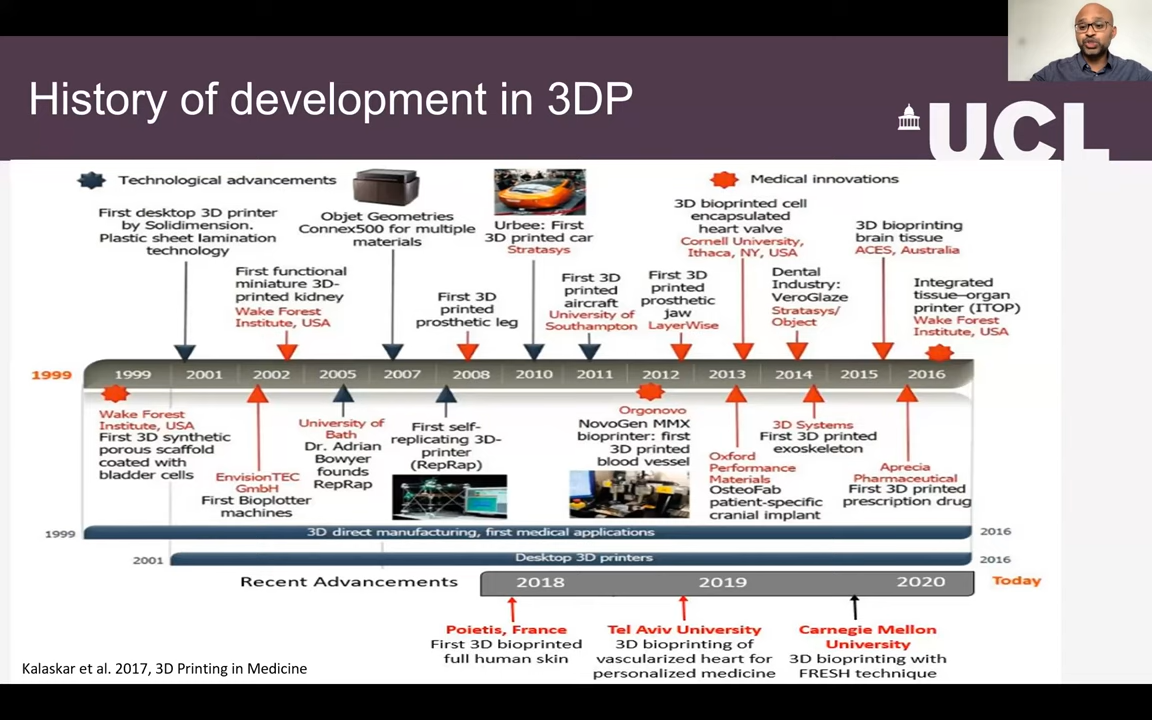 History of development in 3DP
UCL
Technological advancements
Medical innovations
First desktop 3D printer
by Solidimension.
Plastic sheet lamination
technology
First functional
miniature 3D-
printed kidney
Wake Forest
Institute, USA
Objet Geometries
Connex500 for multiple
materials
First 3D
printed
prosthetic leg
Urbee: First
3D printed car
Stratasys
First 3D
printed
aircraft
University of
Southampton
First 3D
printed
prosthetic
jaw
LayerWise
3D bioprinted cell
encapsulated
heart valve
Cornell University,
Ithaca, NY, USA
Dental
Industry:
VeroGlaze
Stratasys/
Object
3D bioprinting
brain tissue
ACES, Australia
Integrated
tissue–organ
printer (ITOP)
Wake Forest
Institute, USA
1999 1999 2001 2002 2005 2007 2008 2010 2011 2012 2013 2014 2015 2016
Wake Forest
Institute, USA
First 3D synthetic
porous scaffold
coated with
bladder cells
EnvisionTEC
GmbH
First Bioplotter
machines
University of
Bath
Dr. Adrian
Bowyer
founds
RepRap
First self-
replicating 3D-
printer
(RepRap)
Orgonovo
NovoGen MMX
bioprinter: first
3D printed
blood vessel
Oxford
Performance
Materials
OsteoFab
patient-specific
cranial implant
3D Systems
First 3D printed
exoskeleton
Aprecia
Pharmaceutical
First 3D printed
prescription drug
1999 3D direct manufacturing, first medical applications 2016
2001 Desktop 3D printers 2016
Recent Advancements 2018 2019 2020 Today
Poietis, France
First 3D bioprinted
full human skin
Tel Aviv University
3D bioprinting of
vascularized heart for
personalized medicine
Carnegie Mellon
University
3D bioprinting with
FRESH technique
Kalaskar et al. 2017, 3D Printing in Medicine